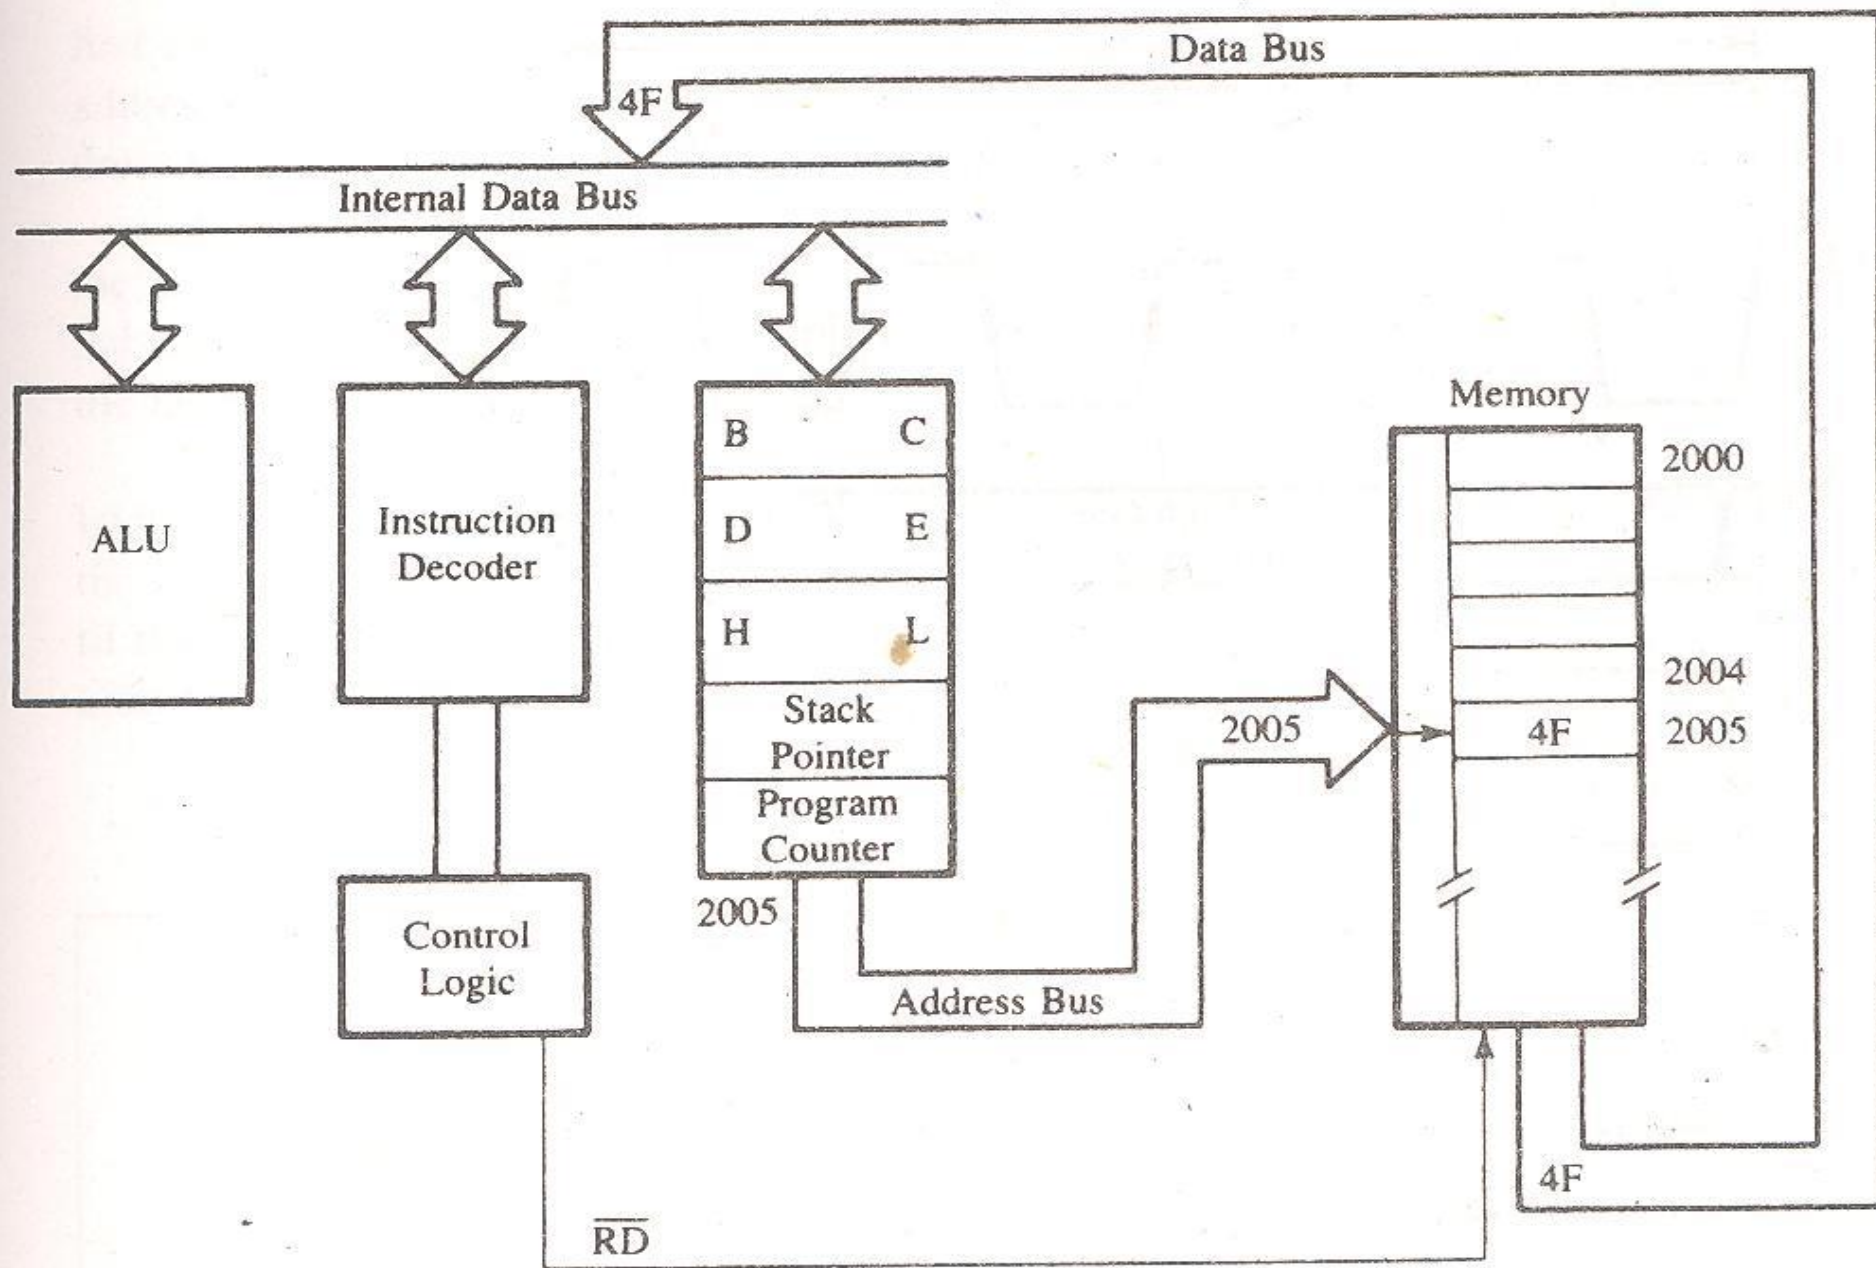 Data Bus
4F
Internal Data Bus
ALU
Instruction
Decoder
B C
D E
H L
Stack
Pointer
Program
Counter
2005
Control
Logic
Address Bus
2005
Memory
2000
2004
4F 2005
4F
R̅D̅